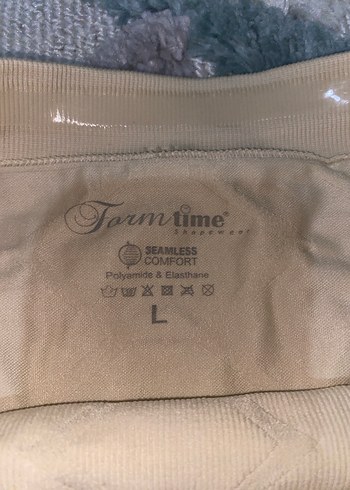 Form time®
Shapewear
SEAMLESS
COMFORT
Polyamide & Elasthane
L